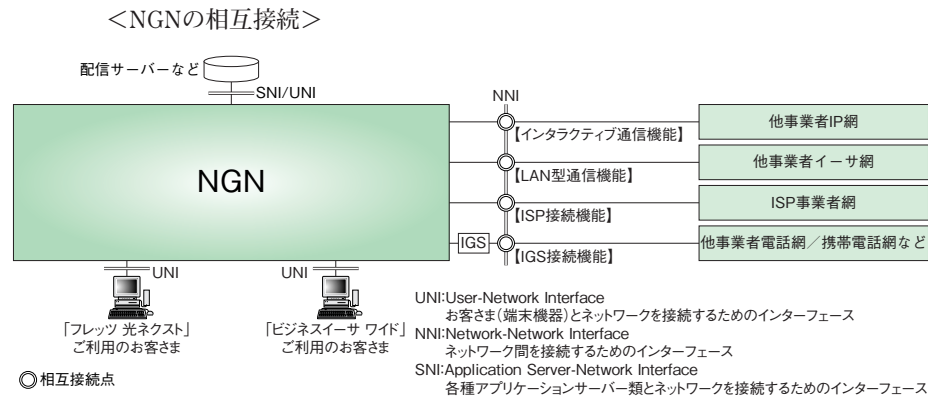 ＜NGNの相互接続＞
配信サーバーなど
SNI/UNI
NNI
NGN
【インタラクティブ通信機能】
他事業者IP網
【LAN型通信機能】
他事業者イーサ網
【ISP接続機能】
ISP事業者網
IGS
【IGS接続機能】
他事業者電話網／携帯電話網など
UNI
UNI
「フレッツ 光ネクスト」
ご利用のお客さま
「ビジネスイーサ ワイド」
ご利用のお客さま
◎相互接続点
UNI:User-Network Interface
お客さま（端末機器）とネットワークを接続するためのインターフェース
NNI:Network-Network Interface
ネットワーク間を接続するためのインターフェース
SNI:Application Server-Network Interface
各種アプリケーションサーバー類とネットワークを接続するためのインターフェース